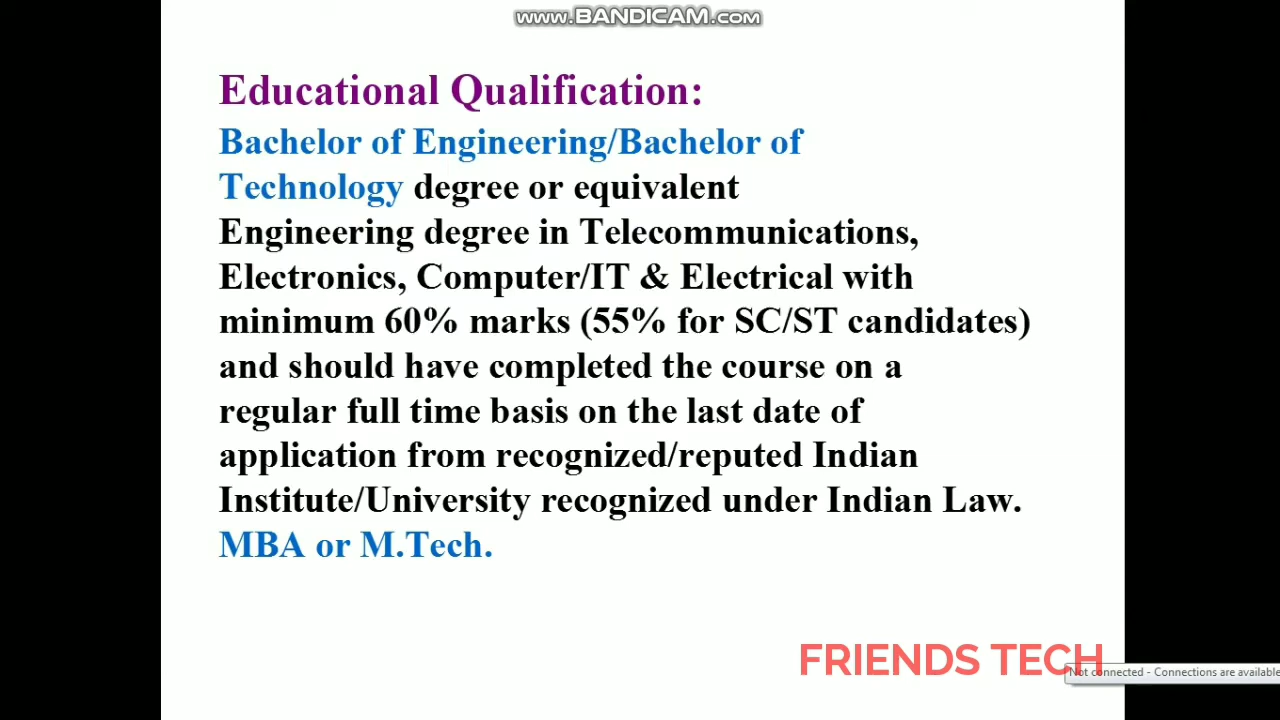 www.BANDICAM.com
Educational Qualification:
Bachelor of Engineering/Bachelor of
Technology degree or equivalent
Engineering degree in Telecommunications,
Electronics, Computer/IT & Electrical with
minimum 60% marks (55% for SC/ST candidates)
and should have completed the course on a
regular full time basis on the last date of
application from recognized/reputed Indian
Institute/University recognized under Indian Law.
MBA or M.Tech.
FRIENDS TECH
Not connected - Connections are available